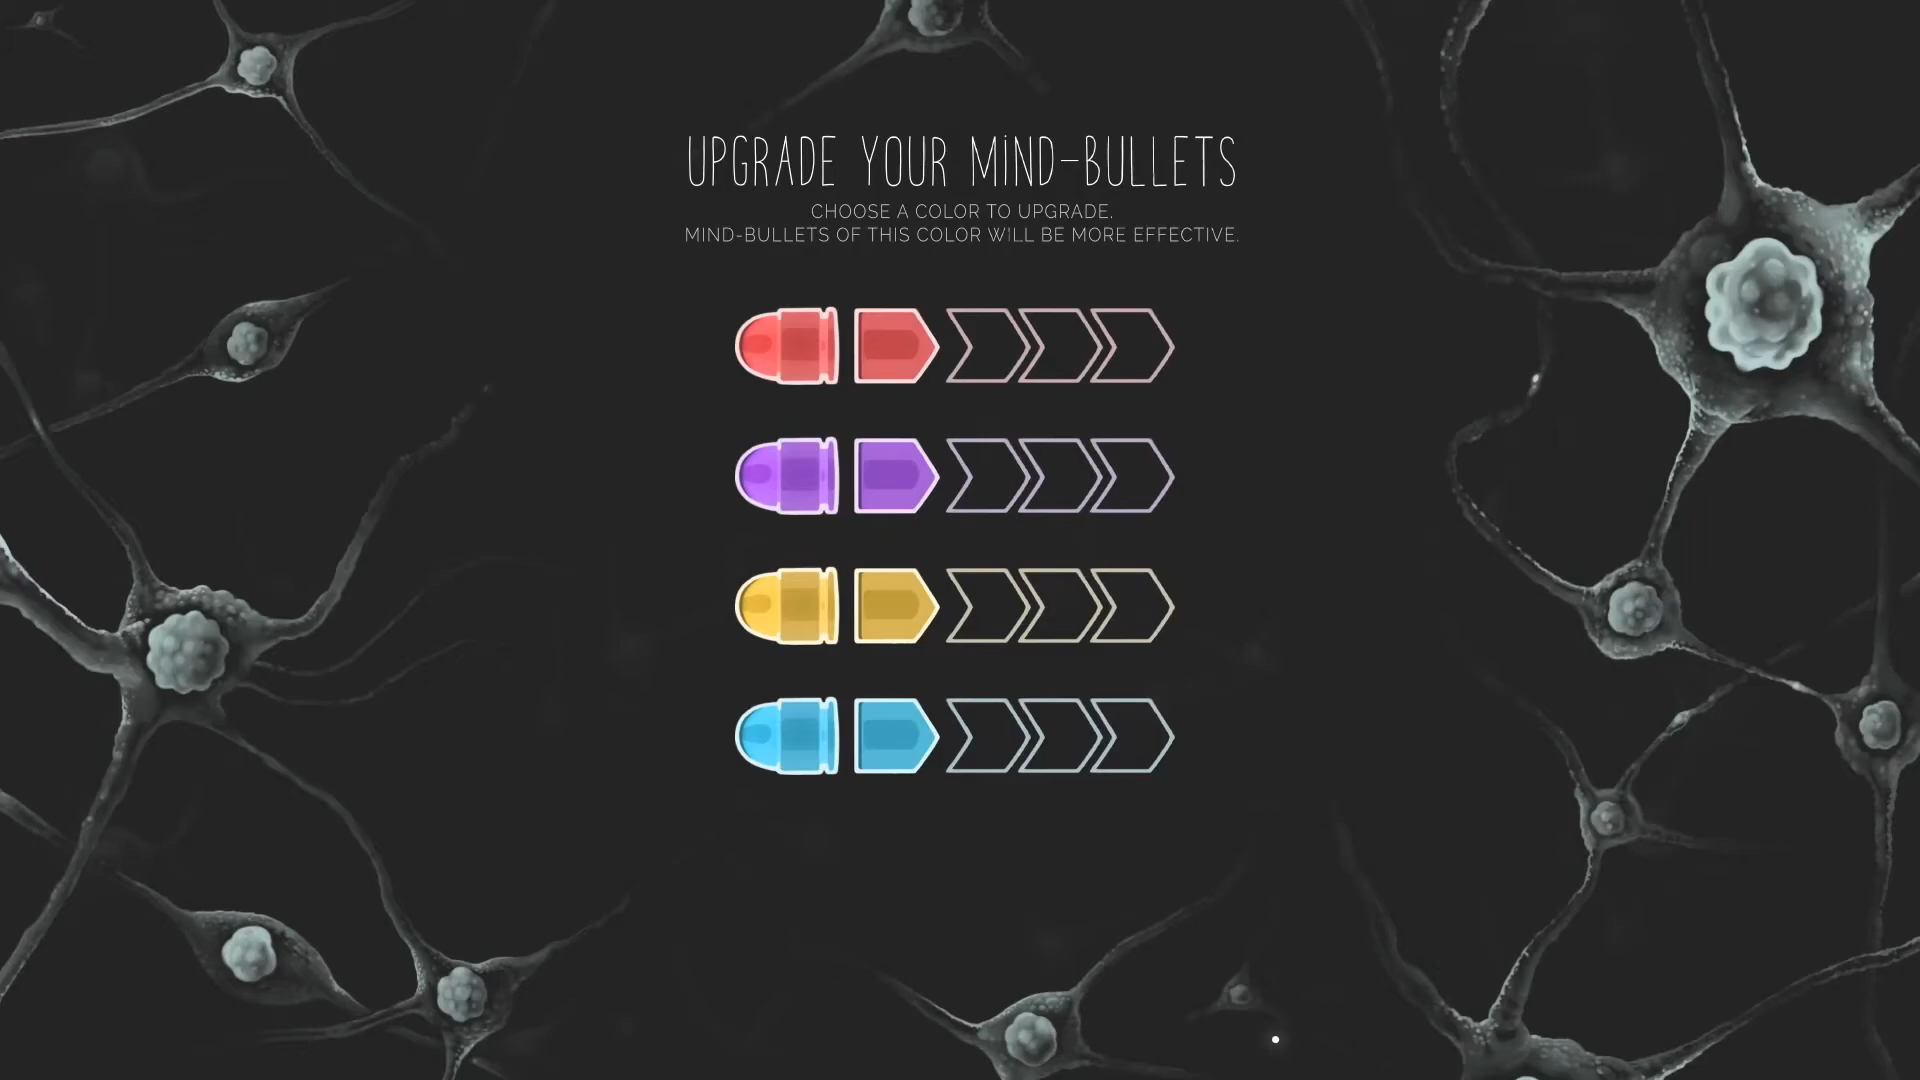 UPGRADE YOUR MIND-BULLETS
CHOOSE A COLOR TO UPGRADE.
MIND-BULLETS OF THIS COLOR WILL BE MORE EFFECTIVE.